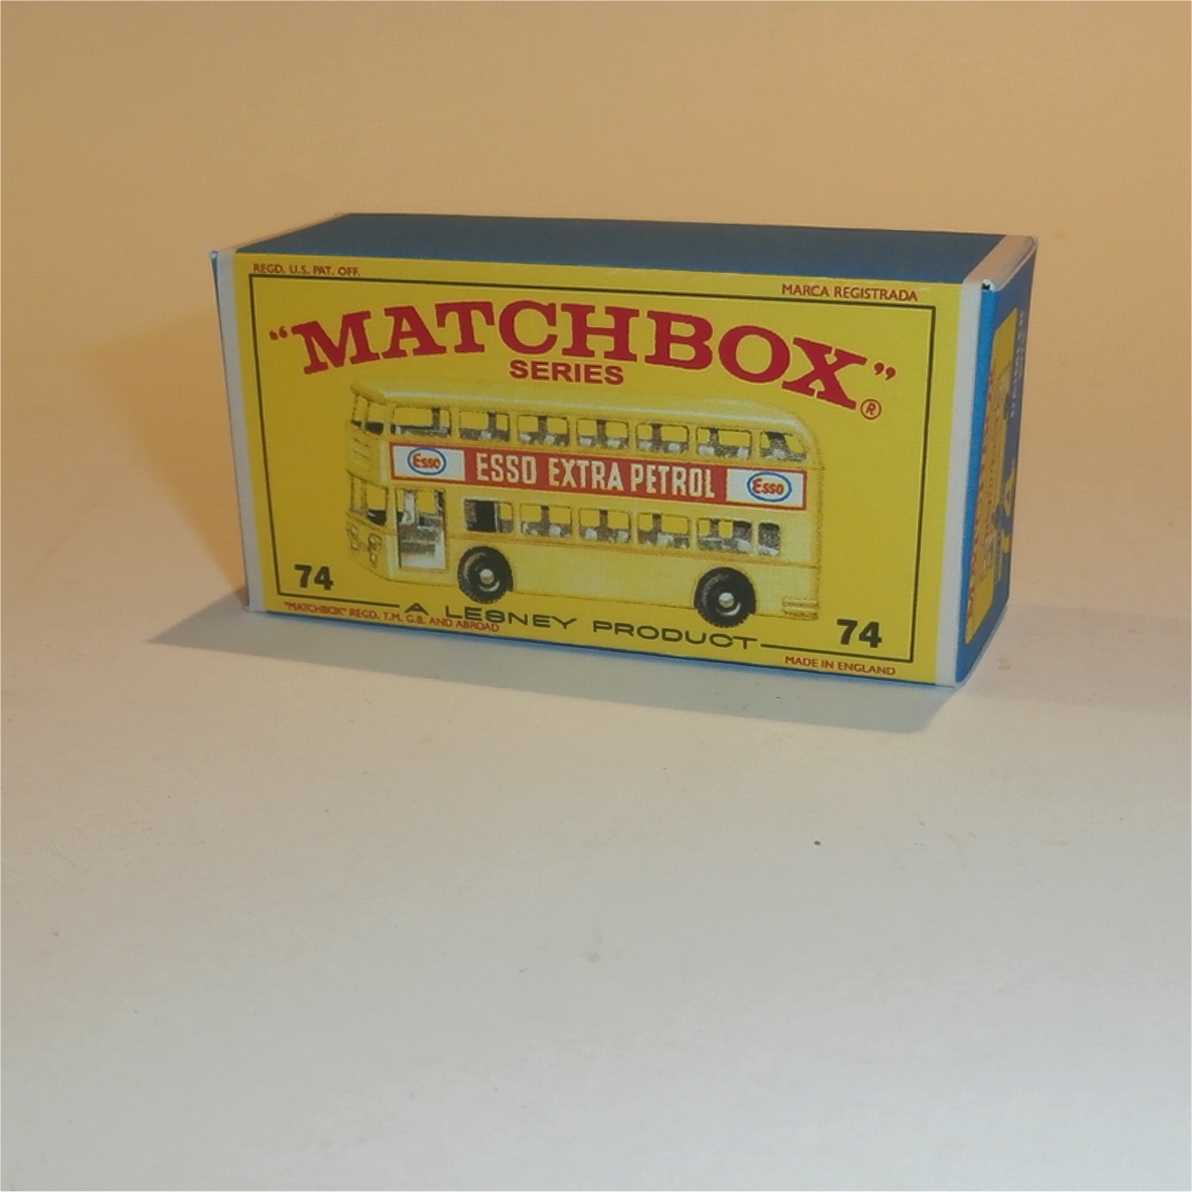 REGD. U.S. PAT. OFF.
MARCA REGISTRADA
"MATCHBOX"
SERIES
®
Esso
ESSO EXTRA PETROL
Esso
74
A LESNEY PRODUCT
74
"MATCHBOX" REGD. T.M. G.B. AND ABROAD
MADE IN ENGLAND
74